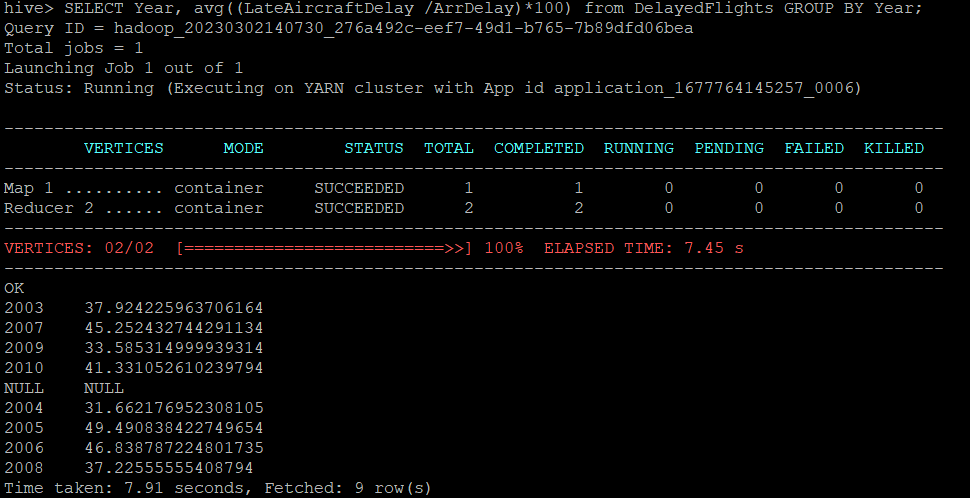 hive> SELECT Year, avg((LateAircraftDelay /ArrDelay)*100) from DelayedFlights GROUP BY Year;
Query ID = hadoop_20230302140730_276a492c-eef7-49d1-b765-7b89dfd06bea
Total jobs = 1
Launching Job 1 out of 1
Status: Running (Executing on YARN cluster with App id application_1677764145257_0006)
----------------------------------------------------------------------------------------------
        VERTICES      MODE        STATUS  TOTAL  COMPLETED  RUNNING  PENDING  FAILED  KILLED
----------------------------------------------------------------------------------------------
Map 1 .......... container     SUCCEEDED      1          1        0        0       0       0
Reducer 2 ...... container     SUCCEEDED      2          2        0        0       0       0
----------------------------------------------------------------------------------------------
VERTICES: 02/02  [==========================>>] 100%  ELAPSED TIME: 7.45 s
----------------------------------------------------------------------------------------------
OK
2003    37.924225963706164
2007    45.252432744291134
2009    33.585314999939314
2010    41.331052610239794
NULL    NULL
2004    31.662176952308105
2005    49.490838422749654
2006    46.838787224801735
2008    37.22555555408794
Time taken: 7.91 seconds, Fetched: 9 row(s)